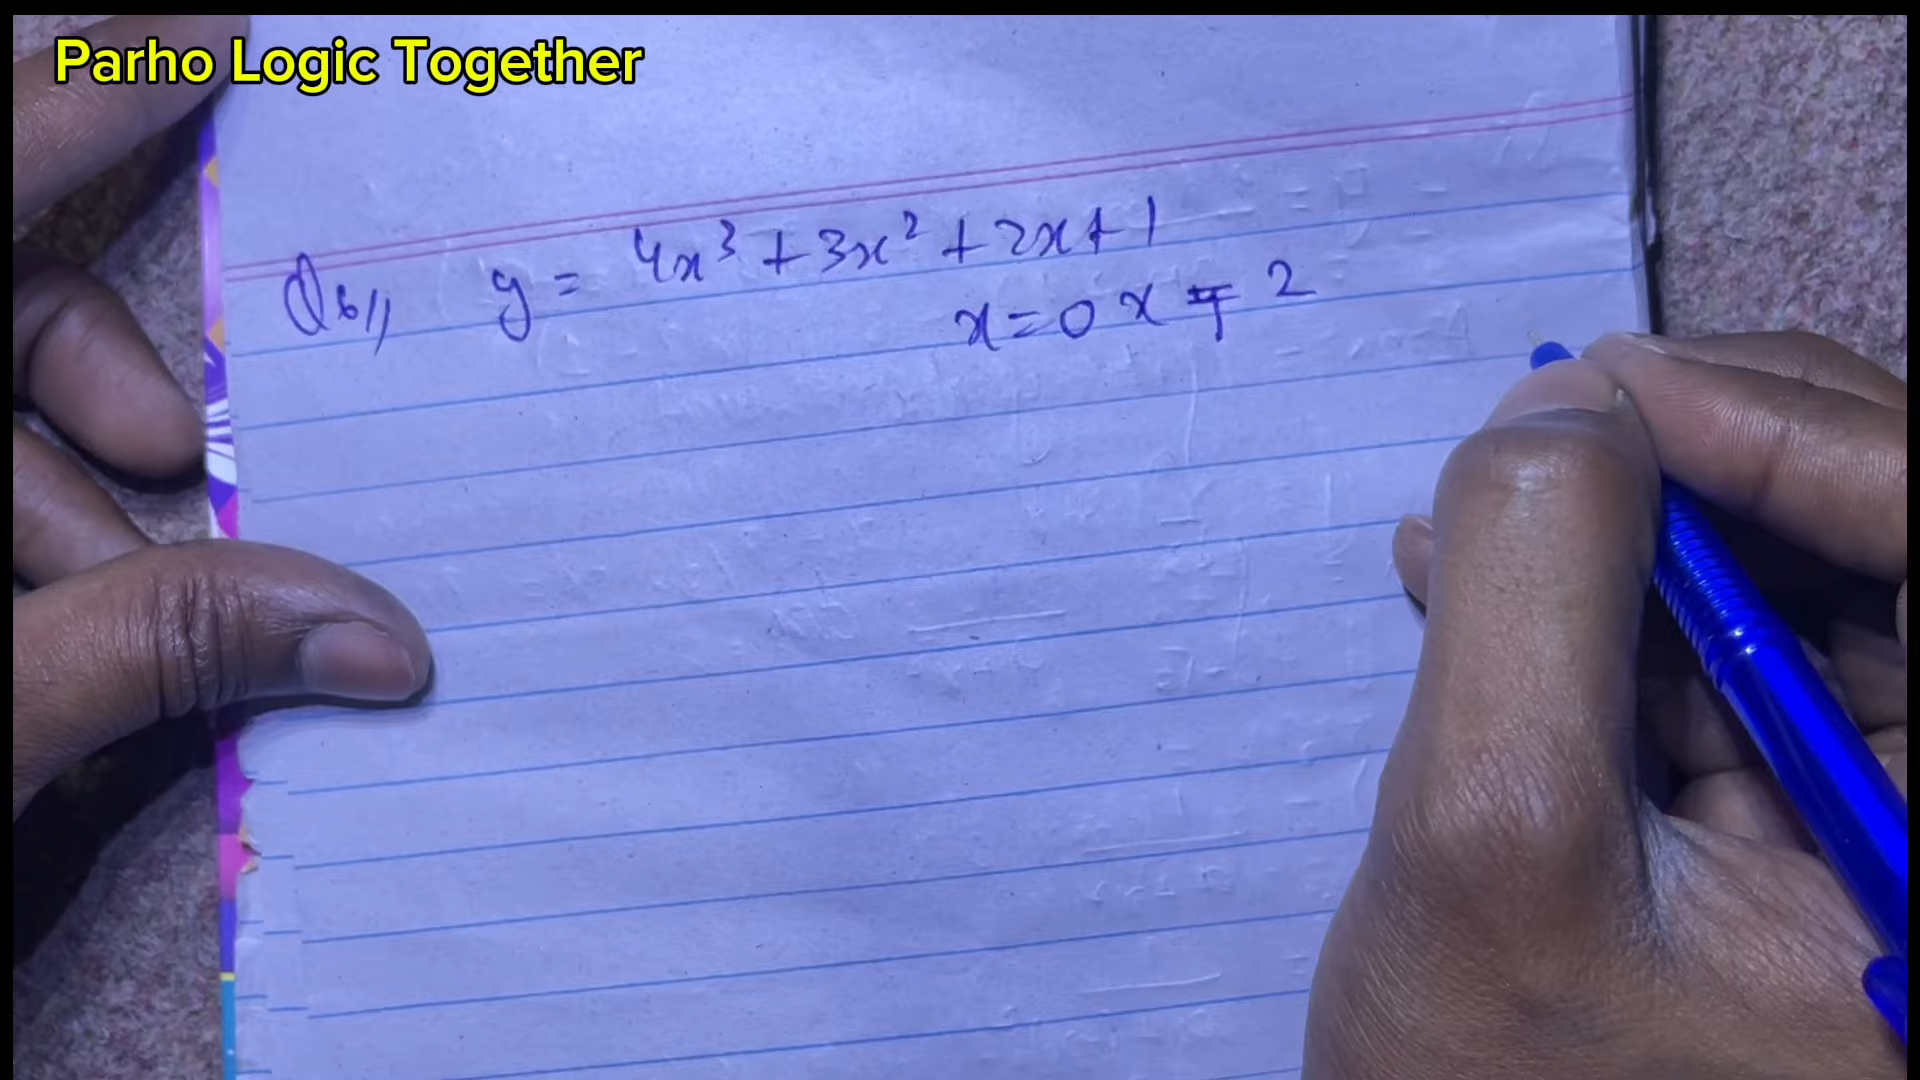 Parho Logic Together
Q6// y = 4x³ + 3x² + 2x + 1
x = 0 x = 2